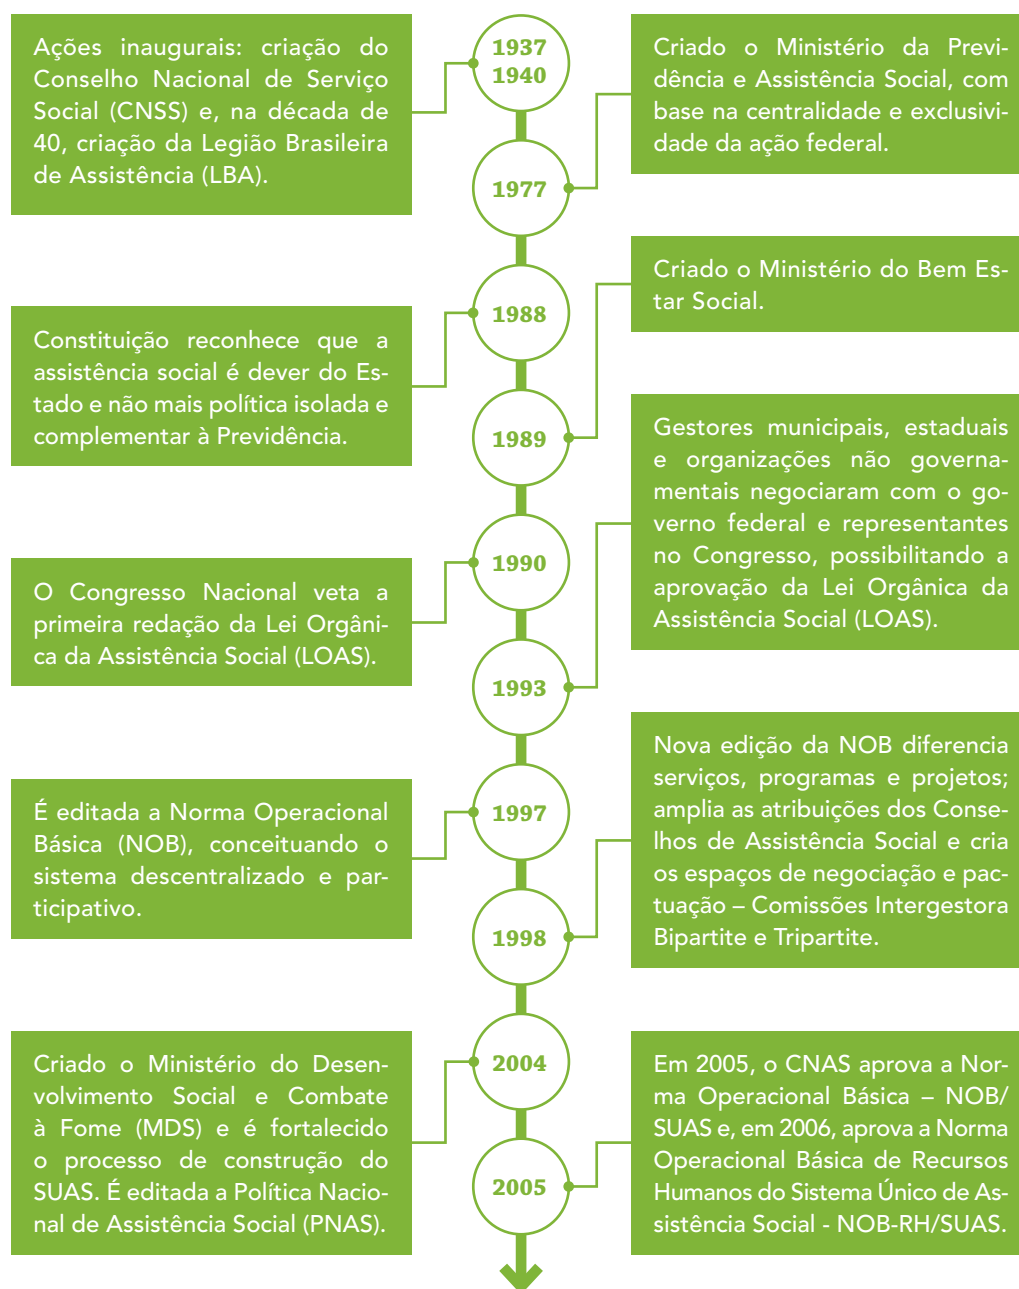 1937
1940
Ações inaugurais: criação do
Conselho Nacional de Serviço
Social (CNSS) e, na década de
40, criação da Legião Brasileira
de Assistência (LBA).
1977
Criado o Ministério da Previ-
dência e Assistência Social, com
base na centralidade e exclusivi-
dade da ação federal.
1988
Constituição reconhece que a
assistência social é dever do Es-
tado e não mais política isolada e
complementar à Previdência.
1989
Criado o Ministério do Bem Es-
tar Social.
1990
O Congresso Nacional veta a
primeira redação da Lei Orgâni-
ca da Assistência Social (LOAS).
1993
Gestores municipais, estaduais
e organizações não governa-
mentais negociaram com o go-
verno federal e representantes
no Congresso, possibilitando a
aprovação da Lei Orgânica da
Assistência Social (LOAS).
1997
É editada a Norma Operacional
Básica (NOB), conceituando o
sistema descentralizado e par-
ticipativo.
1998
Nova edição da NOB diferencia
serviços, programas e projetos;
amplia as atribuições dos Conse-
lhos de Assistência Social e cria
os espaços de negociação e pac-
tuação – Comissões Intergestora
Bipartite e Tripartite.
2004
Criado o Ministério do Desen-
volvimento Social e Combate
à Fome (MDS) e é fortalecido
o processo de construção do
SUAS. É editada a Política Nacio-
nal de Assistência Social (PNAS).
2005
Em 2005, o CNAS aprova a Nor-
ma Operacional Básica – NOB/
SUAS e, em 2006, aprova a Norma
Operacional Básica de Recursos
Humanos do Sistema Único de As-
sistência Social - NOB-RH/SUAS.